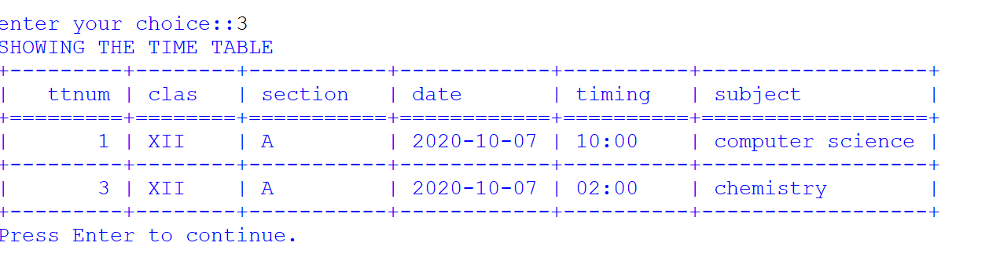 enter your choice::3
SHOWING THE TIME TABLE
+---------+--------+-----------+------------+----------+------------------+
|   ttnum | clas   | section   | date       | timing   | subject          |
+=========+========+===========+============+==========+==================+
|       1 | XII    | A         | 2020-10-07 | 10:00    | computer science |
+---------+--------+-----------+------------+----------+------------------+
|       3 | XII    | A         | 2020-10-07 | 02:00    | chemistry        |
+---------+--------+-----------+------------+----------+------------------+
Press Enter to continue.